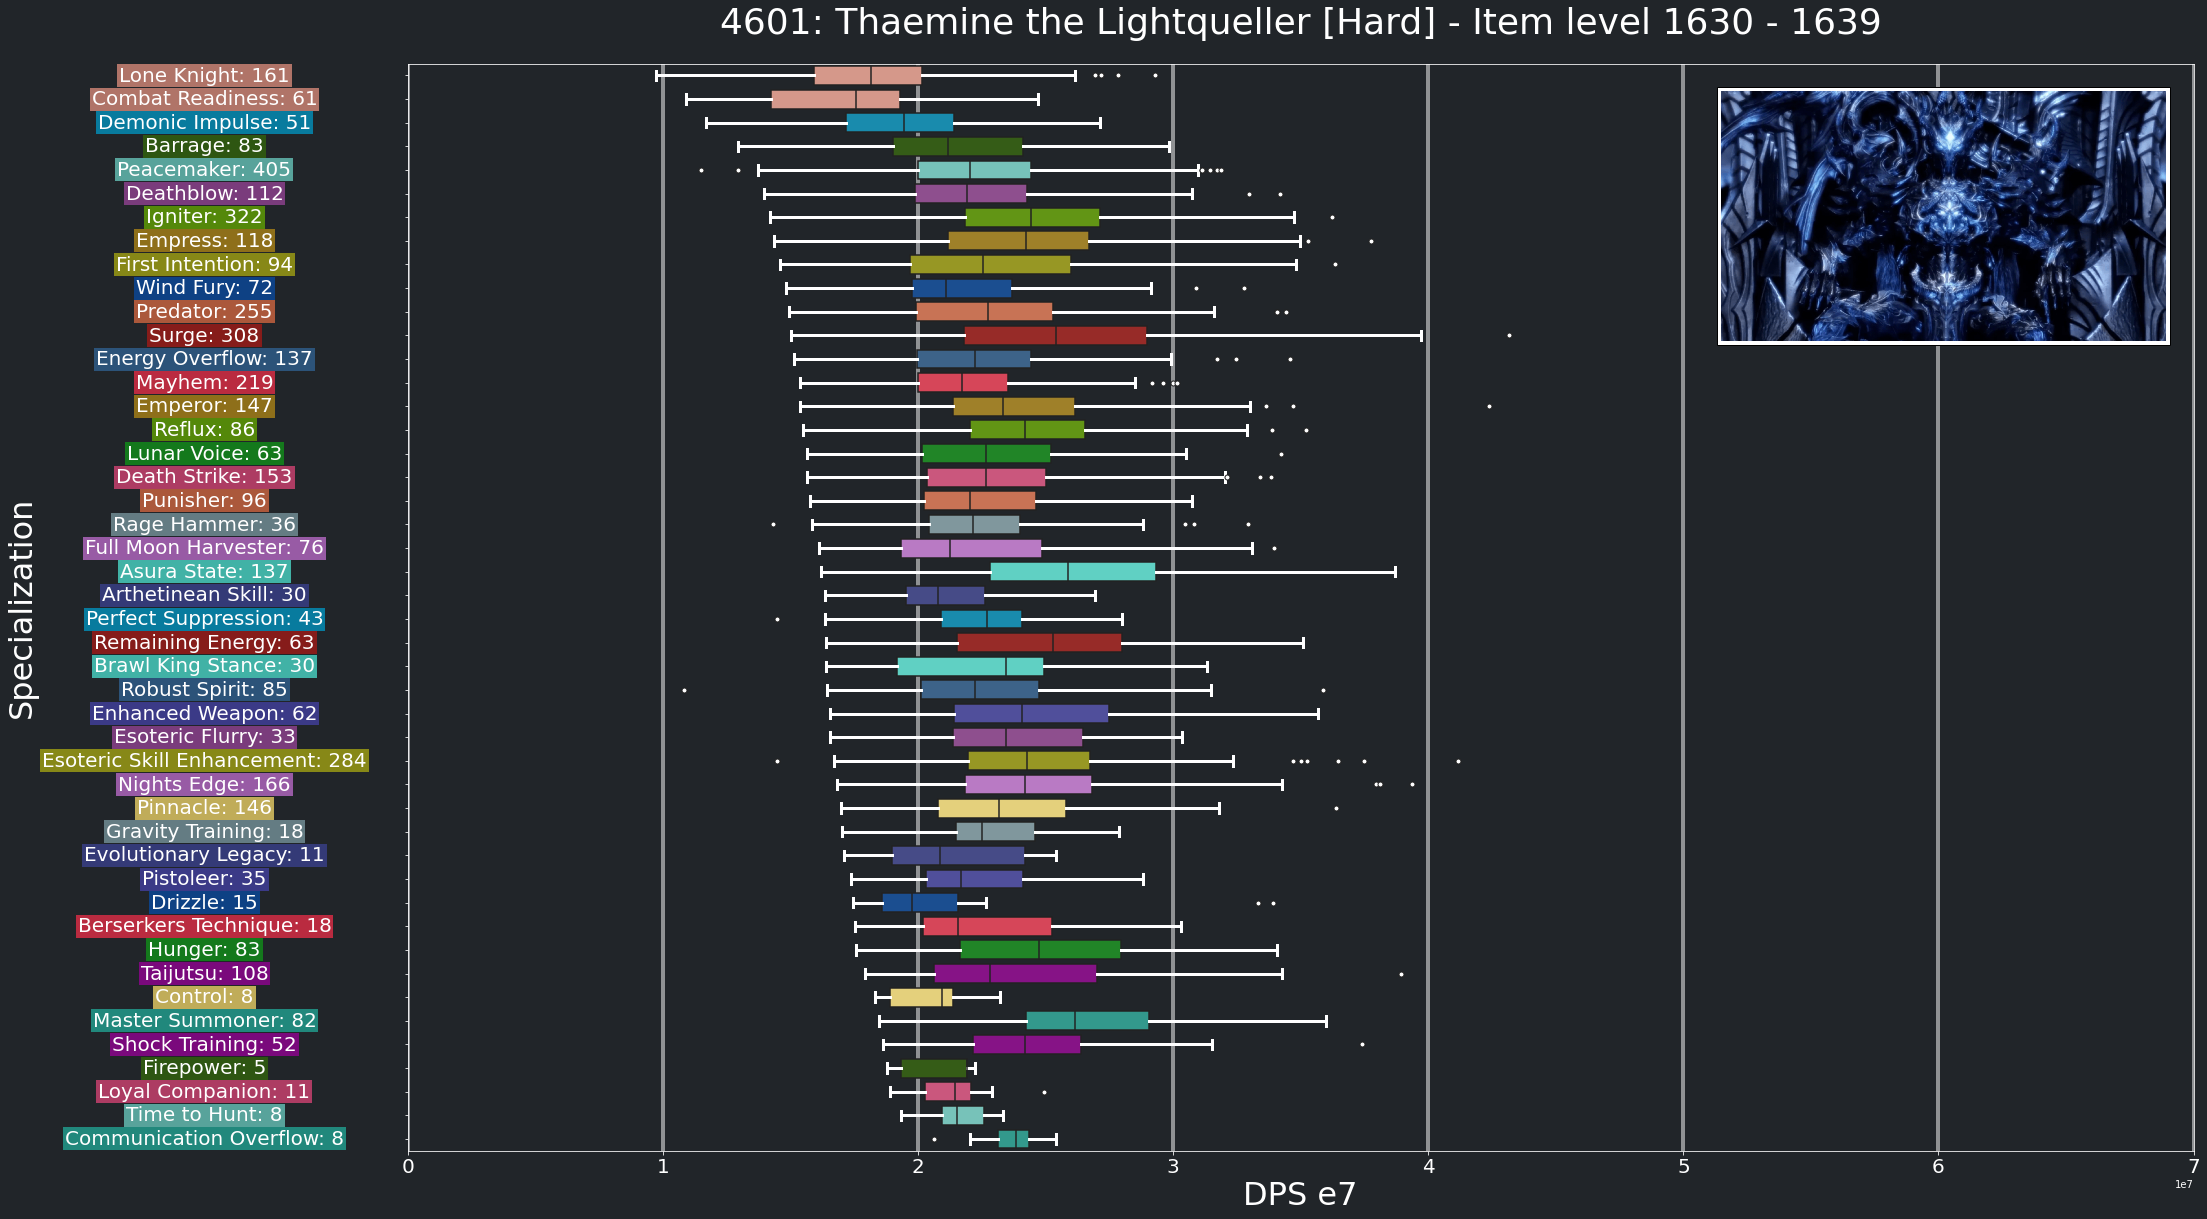 4601: Thaemine the Lightqueller [Hard] - Item level 1630 - 1639
Specialization
Lone Knight: 161
Combat Readiness: 61
Demonic Impulse: 51
Barrage: 83
Peacemaker: 405
Deathblow: 112
Igniter: 322
Empress: 118
First Intention: 94
Wind Fury: 72
Predator: 255
Surge: 308
Energy Overflow: 137
Mayhem: 219
Emperor: 147
Reflux: 86
Lunar Voice: 63
Death Strike: 153
Punisher: 96
Rage Hammer: 36
Full Moon Harvester: 76
Asura State: 137
Arthetinean Skill: 30
Perfect Suppression: 43
Remaining Energy: 63
Brawl King Stance: 30
Robust Spirit: 85
Enhanced Weapon: 62
Esoteric Flurry: 33
Esoteric Skill Enhancement: 284
Nights Edge: 166
Pinnacle: 146
Gravity Training: 18
Evolutionary Legacy: 11
Pistoleer: 35
Drizzle: 15
Berserkers Technique: 18
Hunger: 83
Taijutsu: 108
Control: 8
Master Summoner: 82
Shock Training: 52
Firepower: 5
Loyal Companion: 11
Time to Hunt: 8
Communication Overflow: 8
0 1 2 3 4 5 6 7
1e7
DPS e7